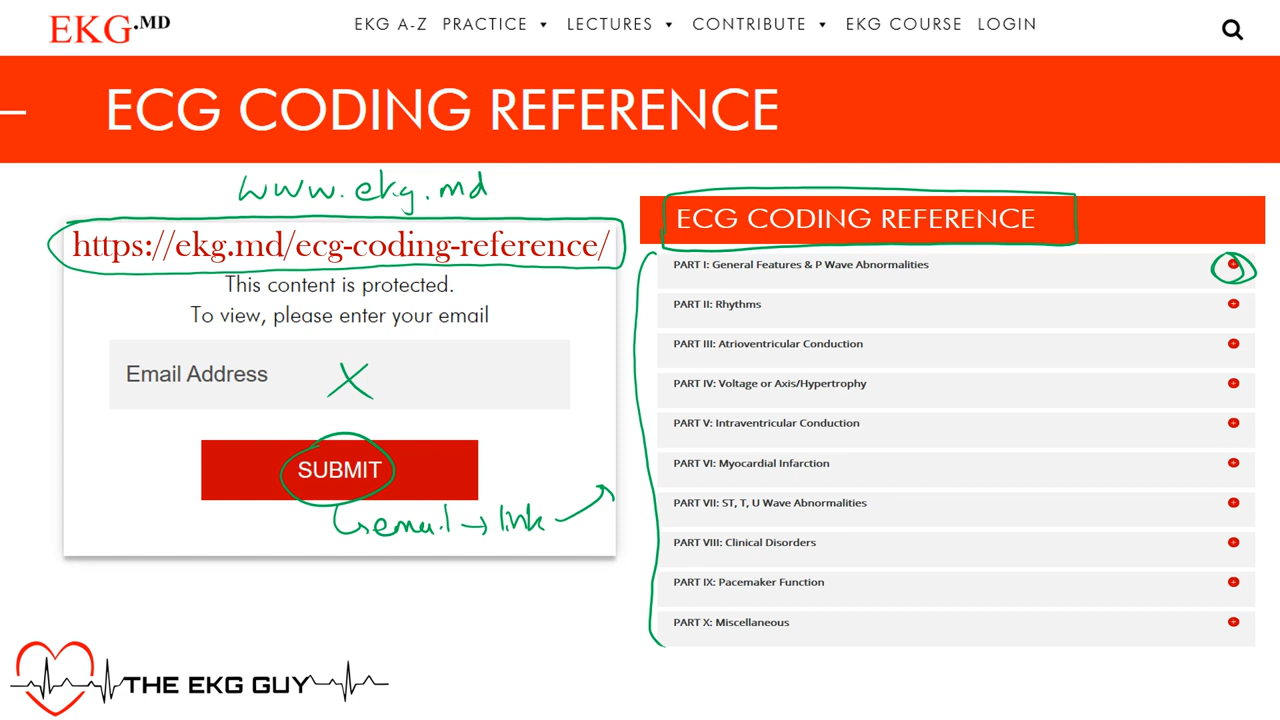 EKG.MD
EKG A-Z PRACTICE LECTURES CONTRIBUTE EKG COURSE LOGIN
ECG CODING REFERENCE
www.ekg.md
https://ekg.md/ecg-coding-reference/
This content is protected.
To view, please enter your email
Email Address
X
SUBMIT
email → link
ECG CODING REFERENCE
PART I: General Features & P Wave Abnormalities
PART II: Rhythms
PART III: Atrioventricular Conduction
PART IV: Voltage or Axis/Hypertrophy
PART V: Intraventricular Conduction
PART VI: Myocardial Infarction
PART VII: ST, T, U Wave Abnormalities
PART VIII: Clinical Disorders
PART IX: Pacemaker Function
PART X: Miscellaneous
THE EKG GUY